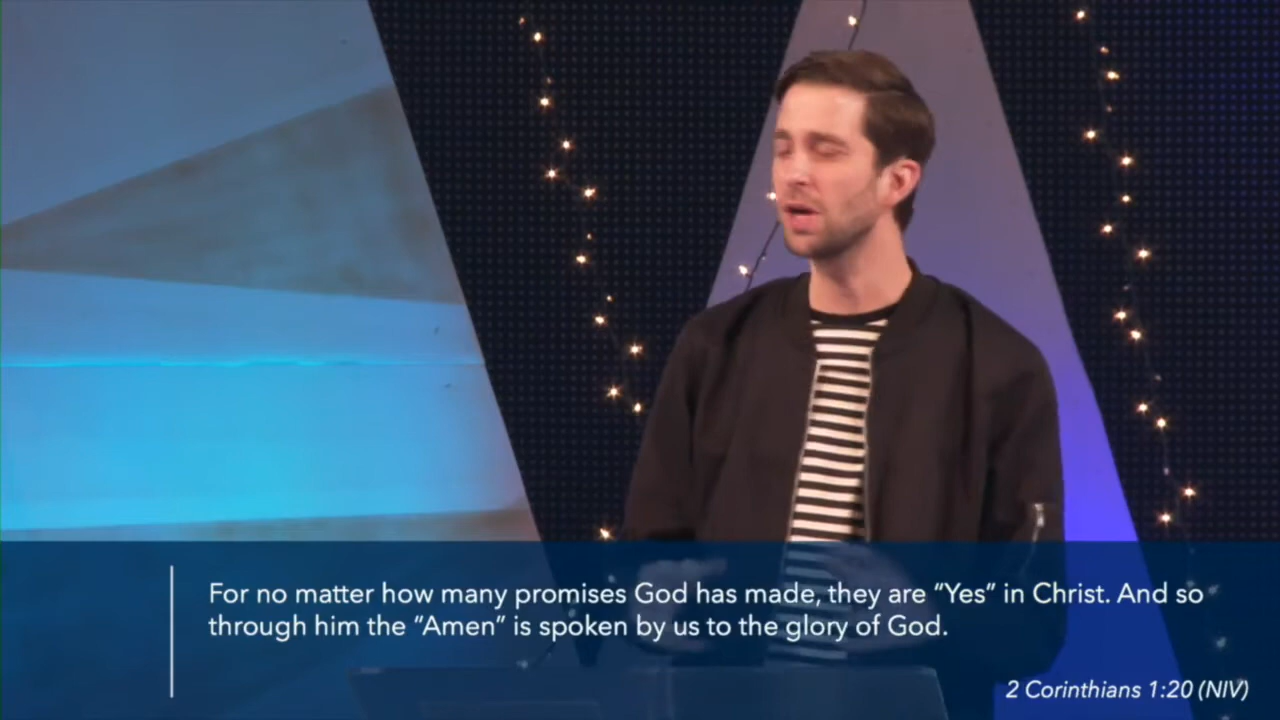 For no matter how many promises God has made, they are “Yes” in Christ. And so
through him the “Amen” is spoken by us to the glory of God.
2 Corinthians 1:20 (NIV)